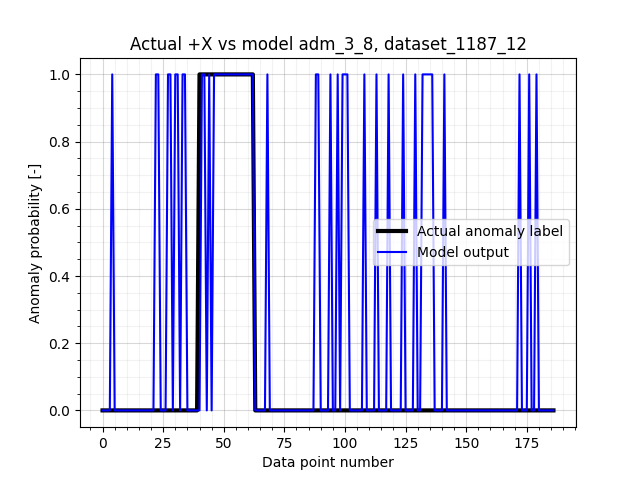 Actual +X vs model adm_3_8, dataset_1187_12
Anomaly probability [-]
1.0
0.8
0.6
0.4
0.2
0.0
Actual anomaly label
Model output
0 25 50 75 100 125 150 175
Data point number